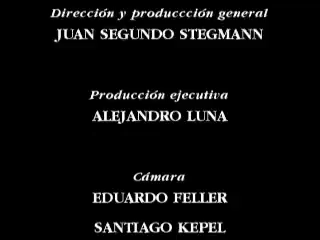 Dirección y produccción general
JUAN SEGUNDO STEGMANN
Producción ejecutiva
ALEJANDRO LUNA
Cámara
EDUARDO FELLER
SANTIAGO KEPEL